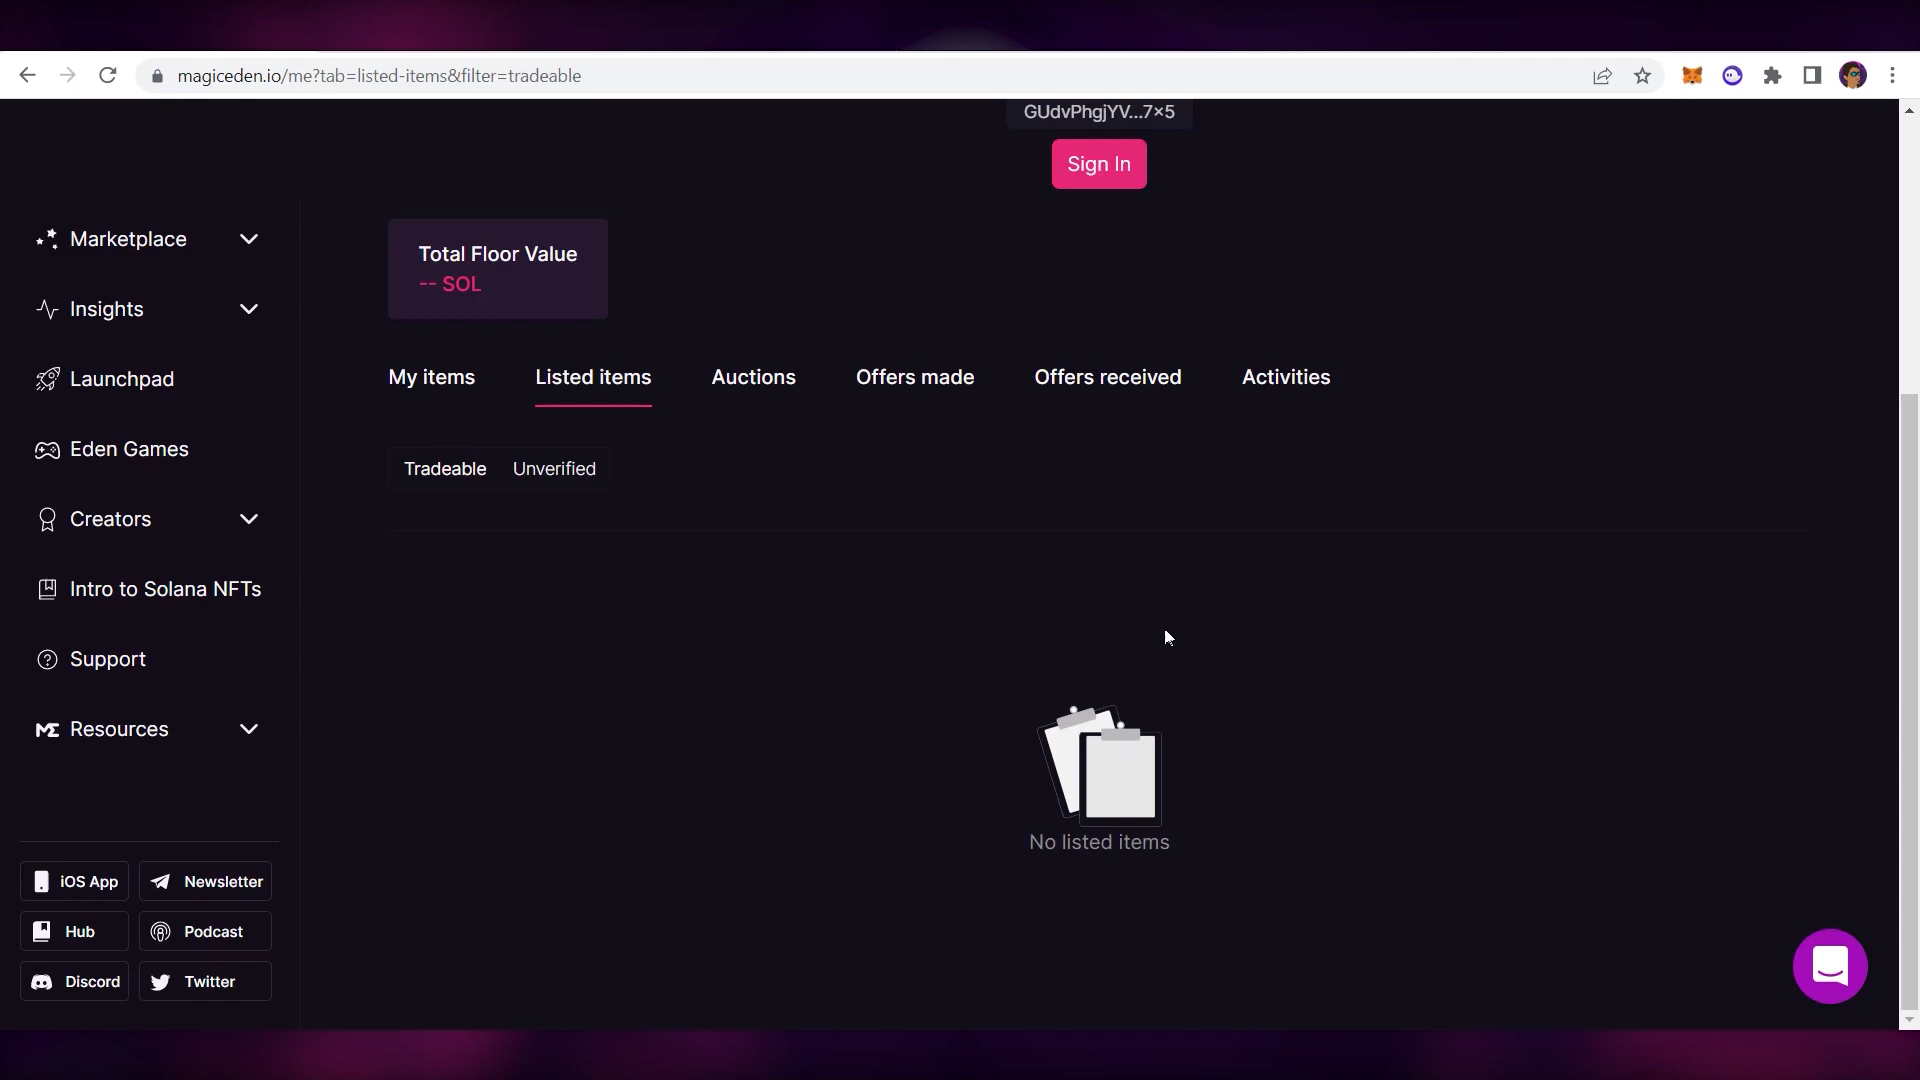 magiceden.io/me?tab=listed-items&filter=tradeable
GUdvPhgjYV...7×5
Sign In
Marketplace
Insights
Launchpad
Eden Games
Creators
Intro to Solana NFTs
Support
Resources
iOS App
Newsletter
Hub
Podcast
Discord
Twitter
Total Floor Value
-- SOL
My items
Listed items
Auctions
Offers made
Offers received
Activities
Tradeable
Unverified
No listed items